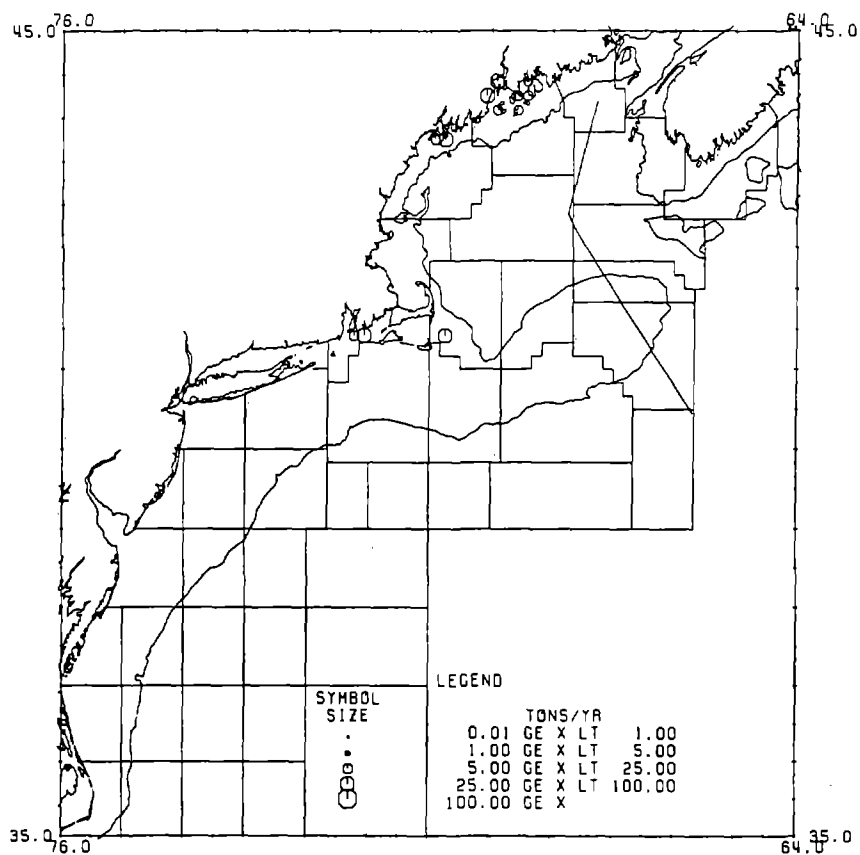 76.0 64.0
45.0 45.0
LEGEND
SYMBOL
SIZE
TONS/YR
0.01 GE X LT 1.00
1.00 GE X LT 5.00
5.00 GE X LT 25.00
25.00 GE X LT 100.00
100.00 GE X
35.0 35.0
76.0 64.0